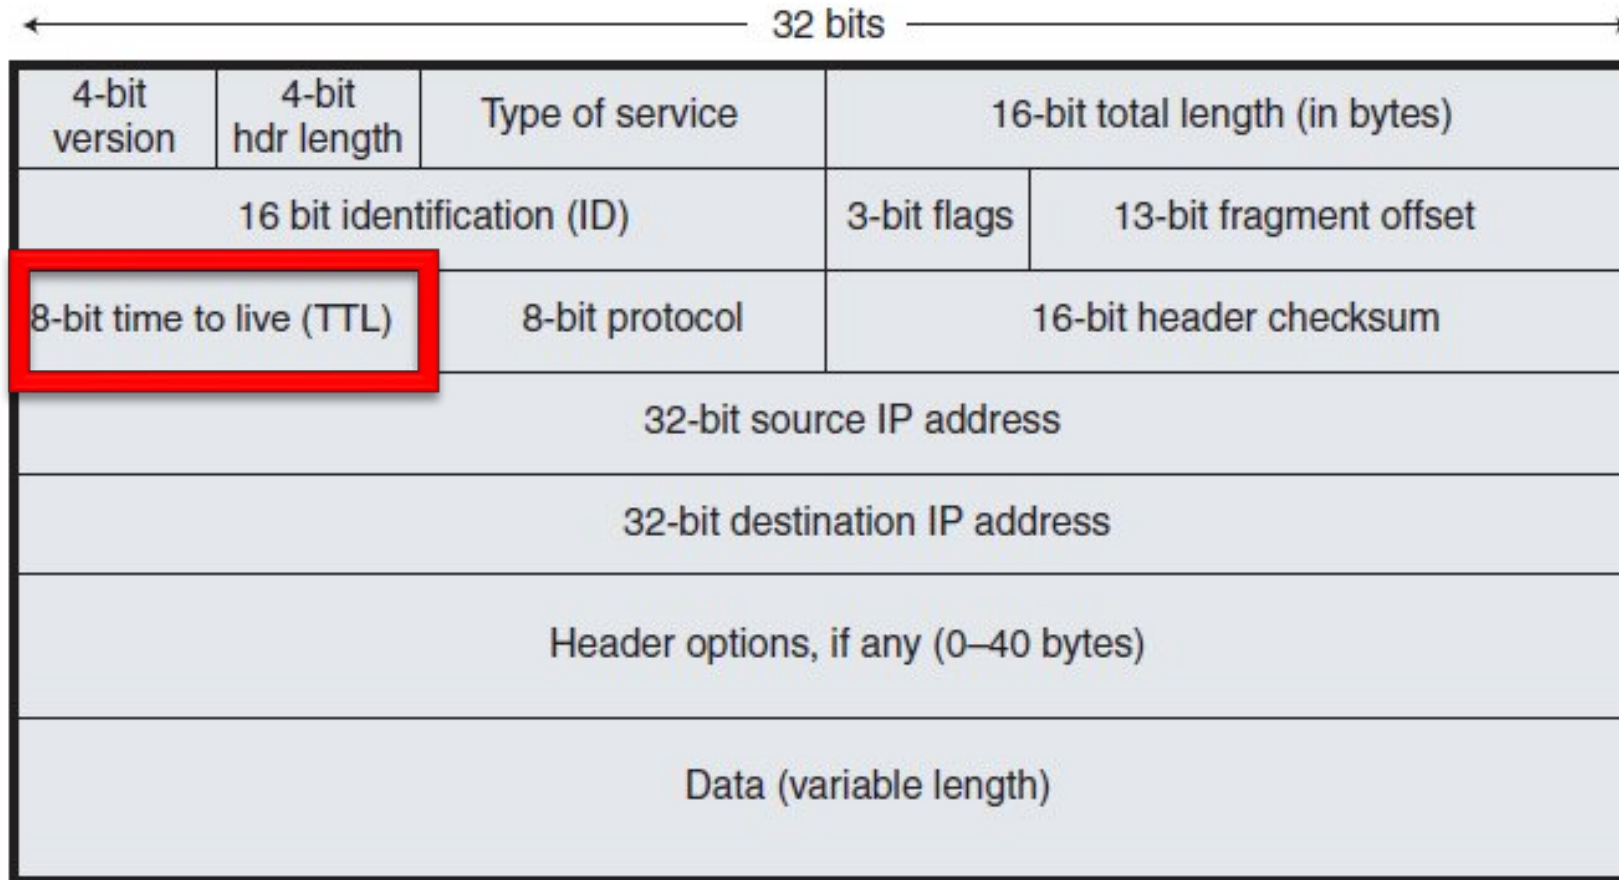 32 bits
4-bit
version
4-bit
hdr length
Type of service
16-bit total length (in bytes)
16 bit identification (ID)
3-bit flags
13-bit fragment offset
8-bit time to live (TTL)
8-bit protocol
16-bit header checksum
32-bit source IP address
32-bit destination IP address
Header options, if any (0–40 bytes)
Data (variable length)